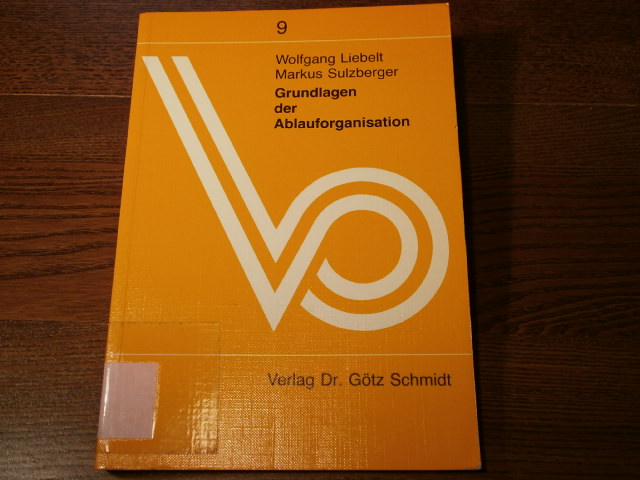 9
Wolfgang Liebelt
Markus Sulzberger
Grundlagen
der
Ablauforganisation
Verlag Dr. Götz Schmidt